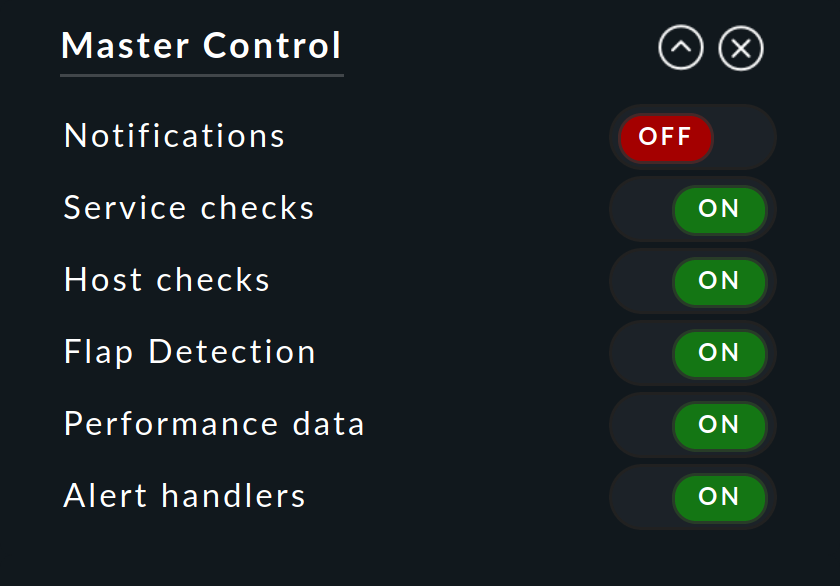 Master Control
Notifications OFF
Service checks ON
Host checks ON
Flap Detection ON
Performance data ON
Alert handlers ON